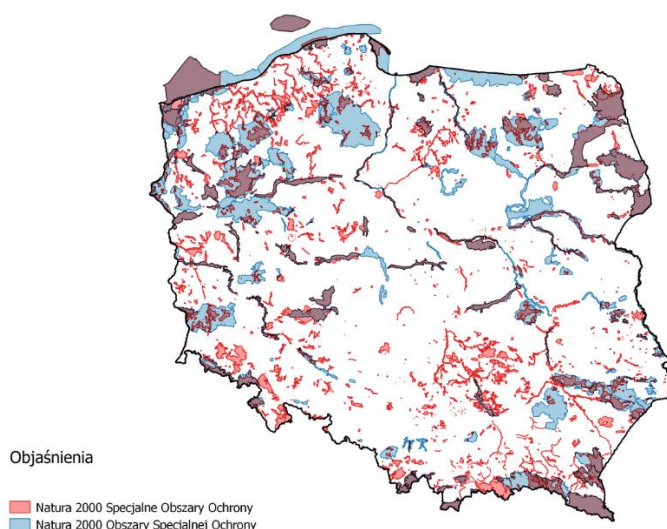 Objaśnienia
Natura 2000 Specjalne Obszary Ochrony
Natura 2000 Obszary Specjalnej Ochrony